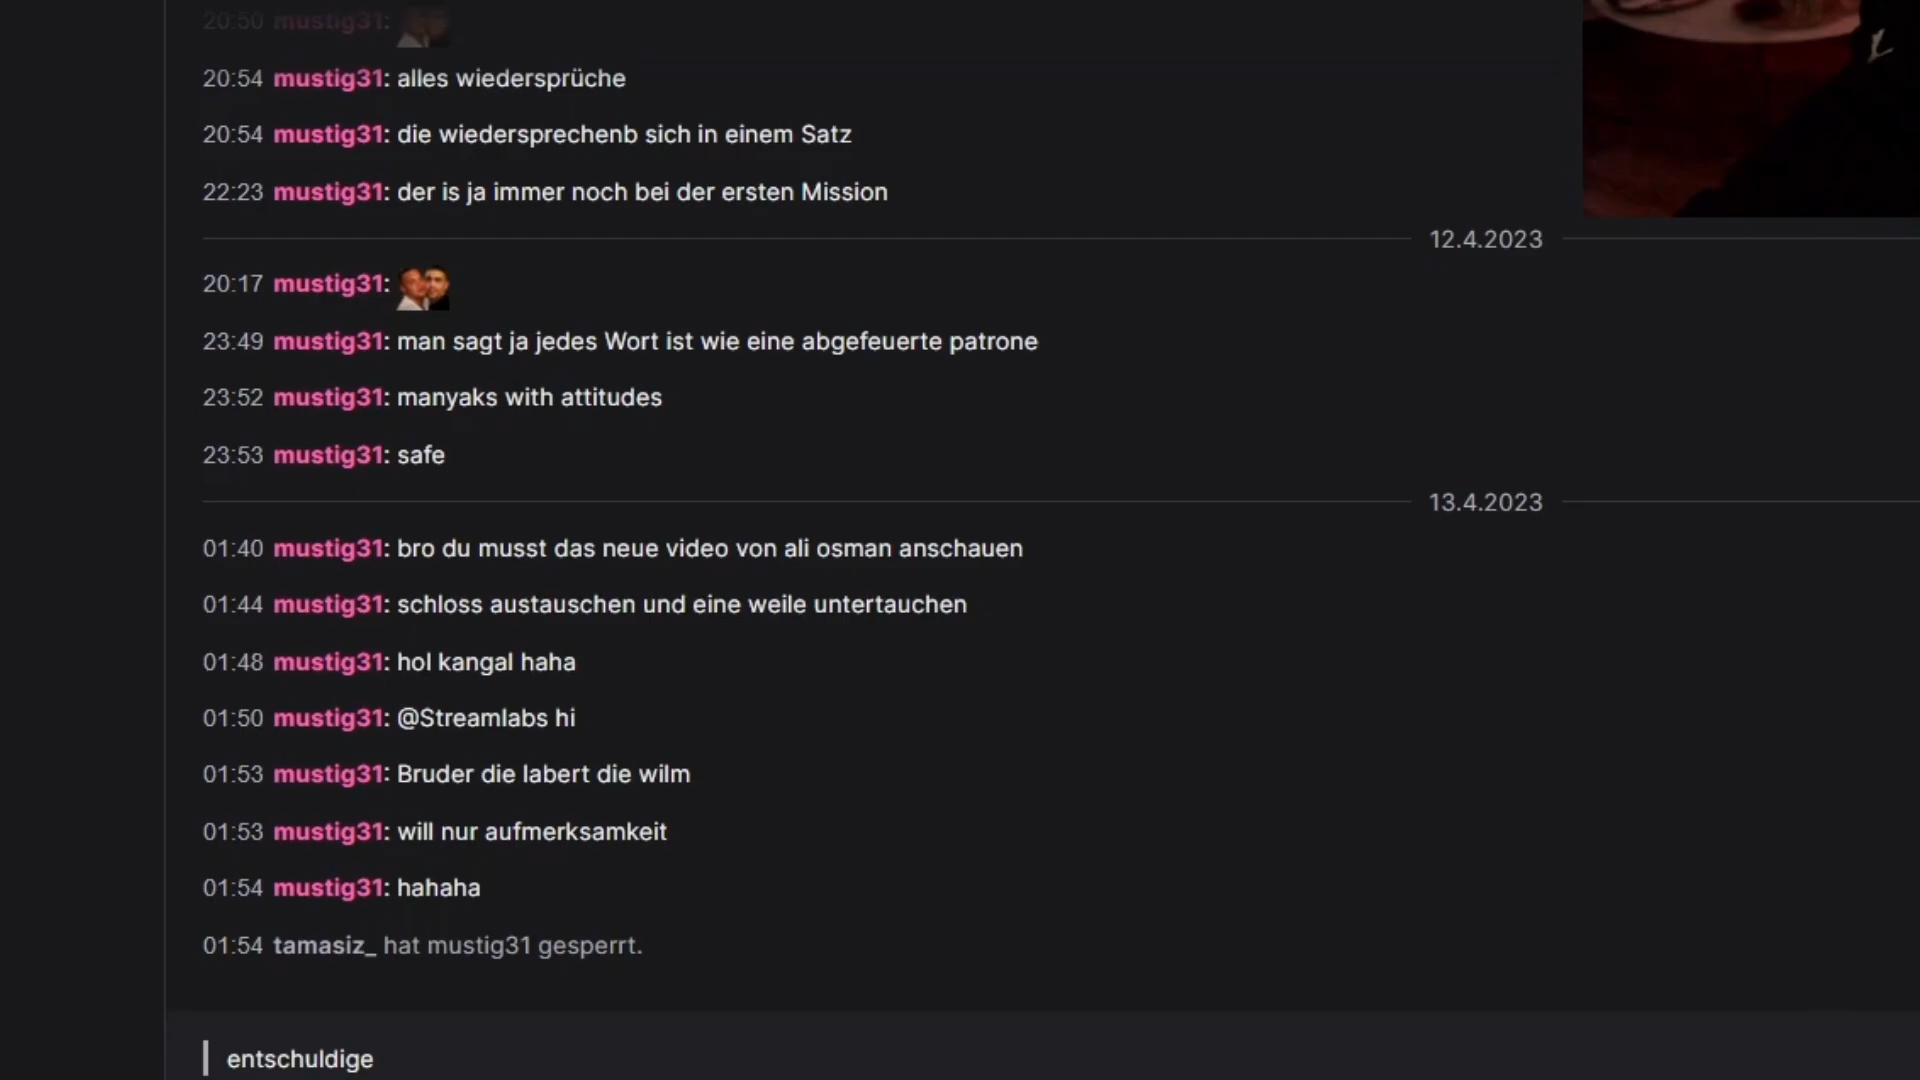 20:50 mustig31:
20:54 mustig31: alles wiedersprüche
20:54 mustig31: die wiedersprechenb sich in einem Satz
22:23 mustig31: der is ja immer noch bei der ersten Mission
12.4.2023
20:17 mustig31:
23:49 mustig31: man sagt ja jedes Wort ist wie eine abgefeuerte patrone
23:52 mustig31: manyaks with attitudes
23:53 mustig31: safe
13.4.2023
01:40 mustig31: bro du musst das neue video von ali osman anschauen
01:44 mustig31: schloss austauschen und eine weile untertauchen
01:48 mustig31: hol kangal haha
01:50 mustig31: @Streamlabs hi
01:53 mustig31: Bruder die labert die wilm
01:53 mustig31: will nur aufmerksamkeit
01:54 mustig31: hahaha
01:54 tamasiz_ hat mustig31 gesperrt.
entschuldige